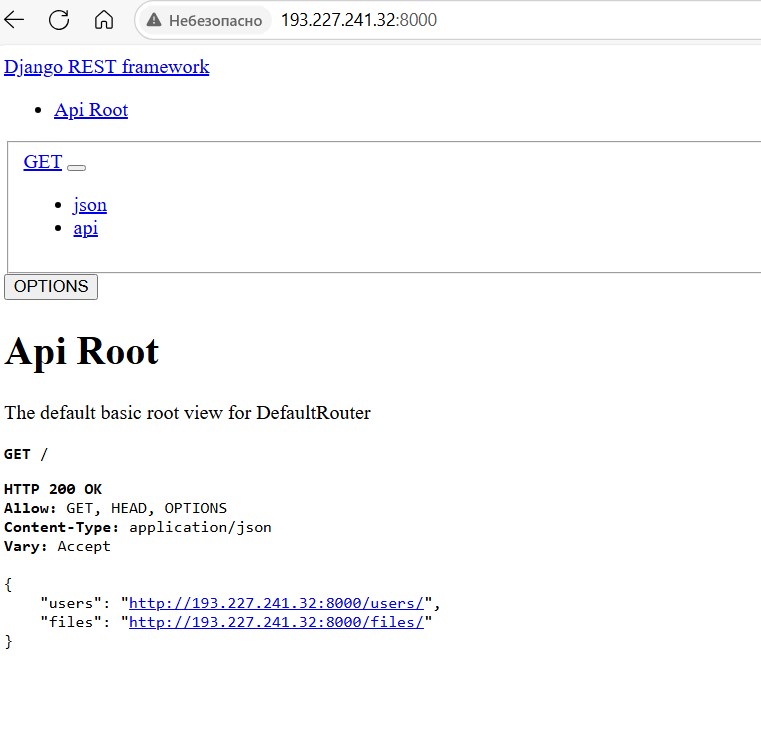 Небезопасно 193.227.241.32:8000
Django REST framework
Api Root
GET
json
api
OPTIONS
Api Root
The default basic root view for DefaultRouter
GET /
HTTP 200 OK
Allow: GET, HEAD, OPTIONS
Content-Type: application/json
Vary: Accept
{
    "users": "http://193.227.241.32:8000/users/",
    "files": "http://193.227.241.32:8000/files/"
}